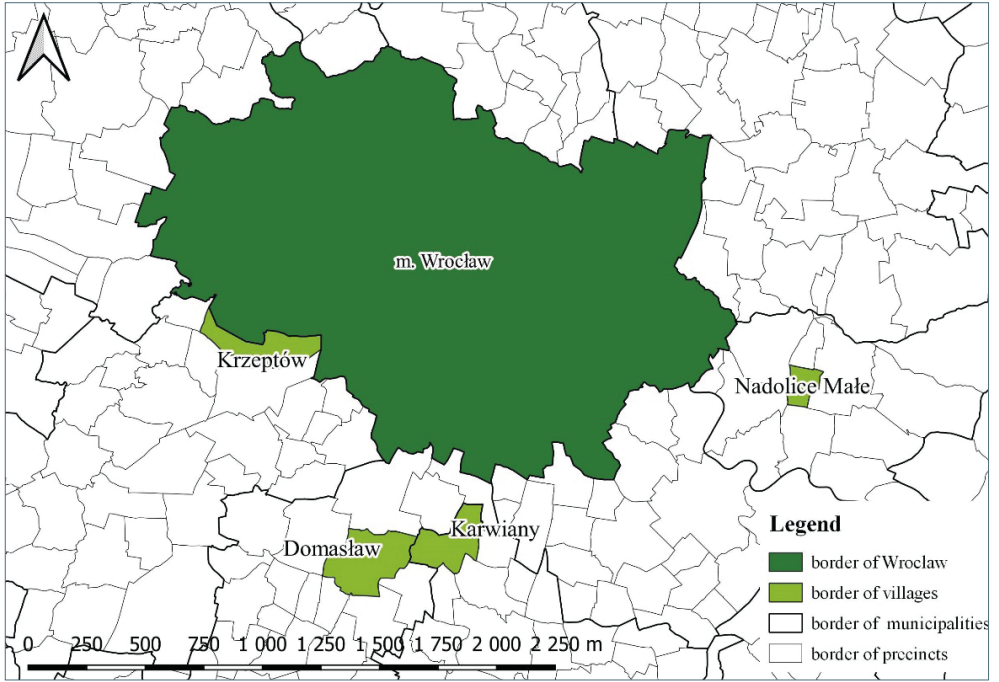 m. Wrocław
Krzeptów
Nadolice Małe
Karwiany
Domasław
Legend
border of Wroclaw
border of villages
border of municipalities
border of precincts
0 250 500 750 1 000 1 250 1 500 1 750 2 000 2 250 m